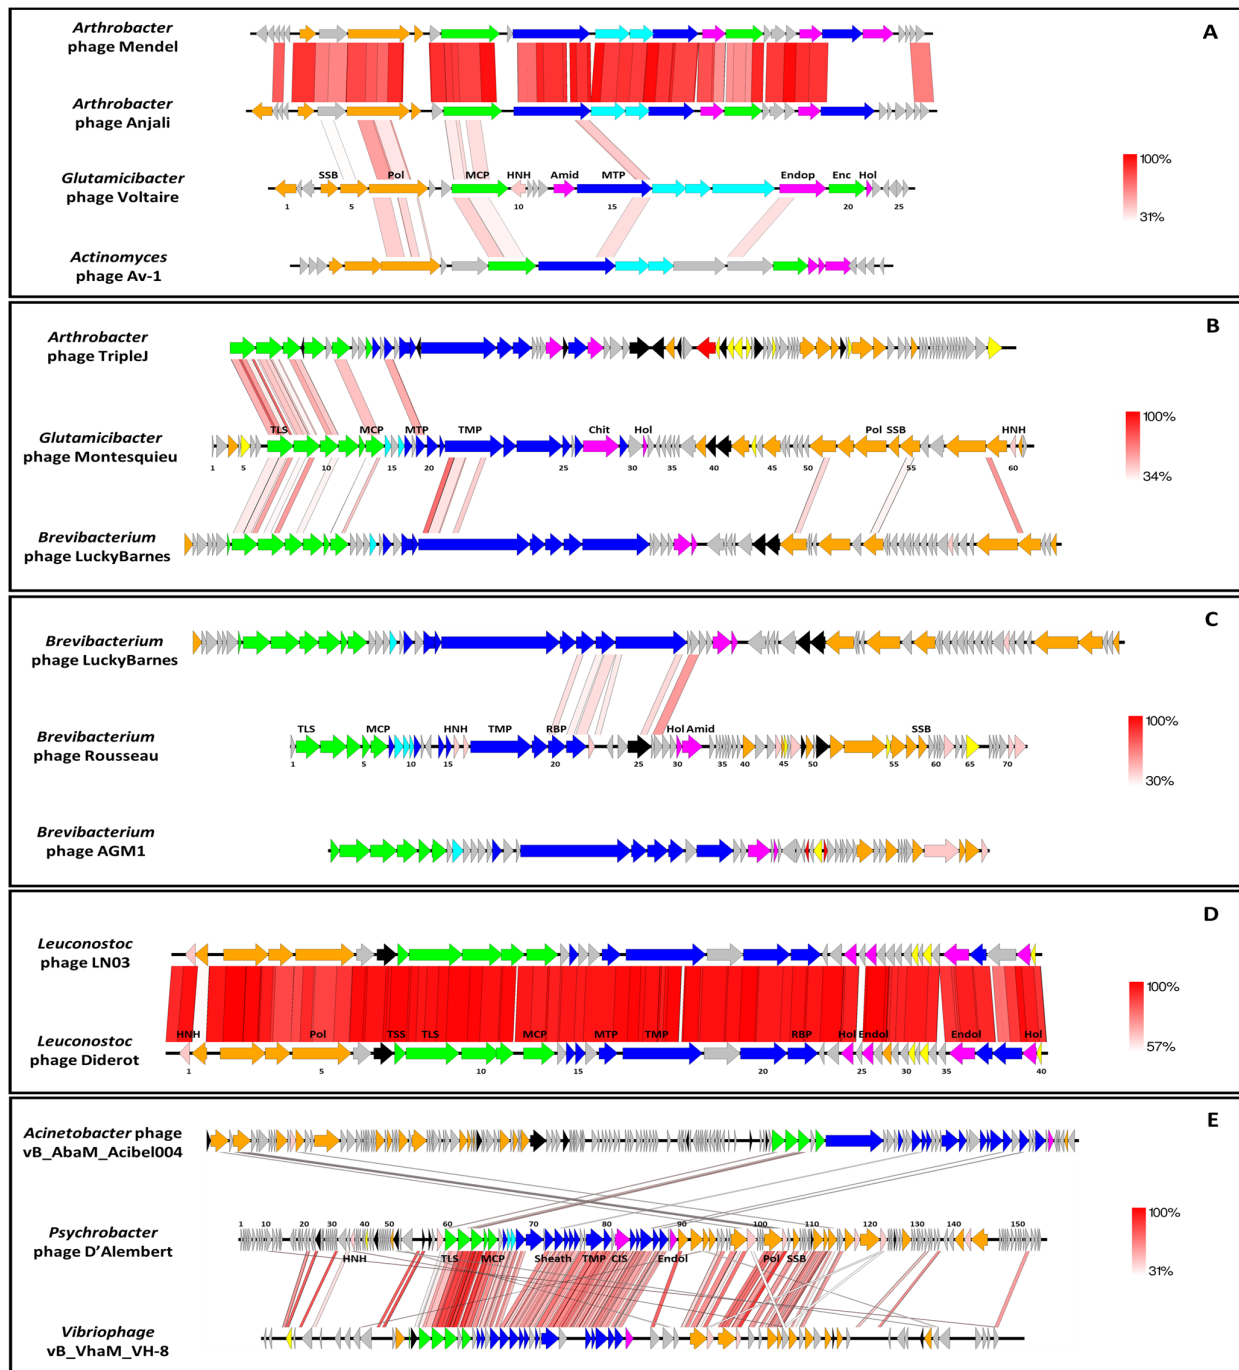 A
Arthrobacter
phage Mendel
Arthrobacter
phage Anjali
SSB Pol MCP HNH Amid MTP Endop Enc Hol
Glutamicibacter
phage Voltaire
1 5 10 15 20 25
Actinomyces
phage Av-1
100%
31%
B
Arthrobacter
phage TripleJ
TLS MCP MTP TMP Chit Hol Pol SSB HNH
Glutamicibacter
phage Montesquieu
1 5 10 15 20 25 30 35 40 45 50 55 60
Brevibacterium
phage LuckyBarnes
100%
34%
C
Brevibacterium
phage LuckyBarnes
TLS MCP HNH TMP RBP Hol Amid SSB
Brevibacterium
phage Rousseau
1 5 10 15 20 25 30 35 40 45 50 55 60 65 70
Brevibacterium
phage AGM1
100%
30%
D
Leuconostoc
phage LN03
HNH Pol TSS TLS MCP MTP TMP RBP Hol Endol Endol Hol
Leuconostoc
phage Diderot
1 5 10 15 20 25 30 35 40
100%
57%
E
Acinetobacter phage
vB_AbaM_Acibel004
1 10 20 30 40 50 60 70 80 90 100 110 120 130 140 150
Psychrobacter
phage D'Alembert
HNH TLS MCP Sheath TMP CIS Endol Pol SSB
Vibriophage
vB_VhaM_VH-8
100%
31%